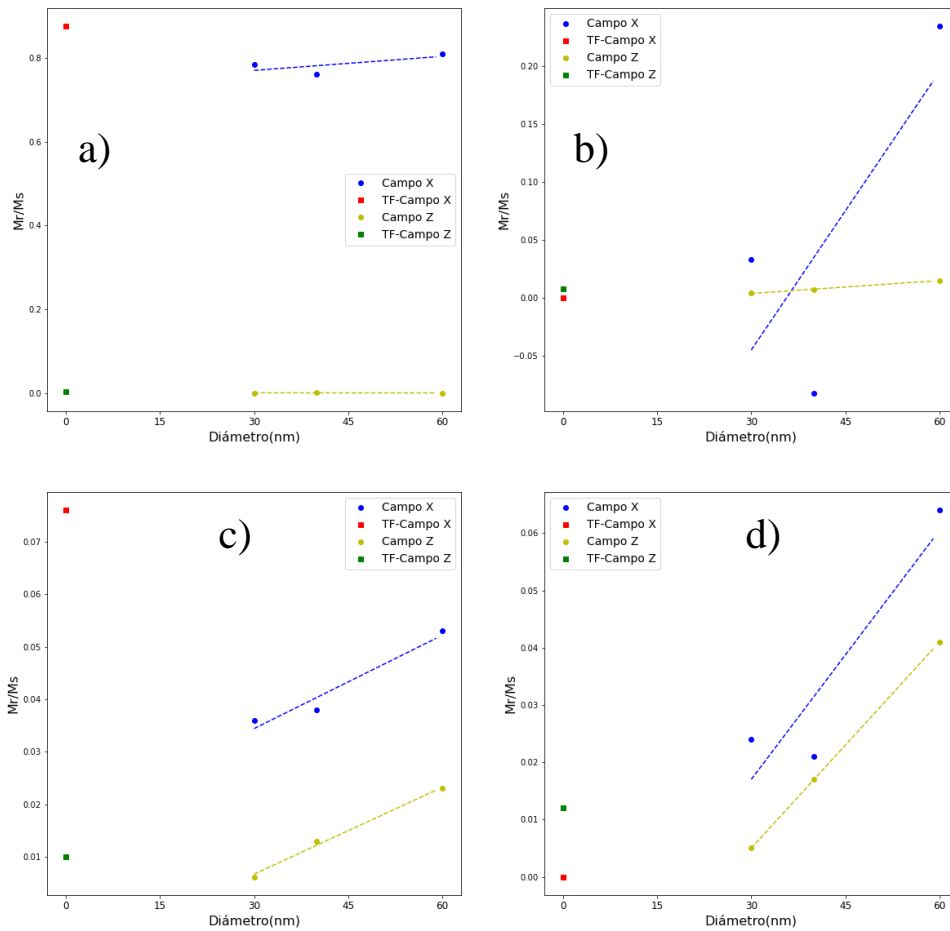 a)
Mr/Ms
0.8
0.6
0.4
0.2
0.0
Campo X
TF-Campo X
Campo Z
TF-Campo Z
0 15 30 45 60
Diámetro(nm)
b)
Mr/Ms
0.20
0.15
0.10
0.05
0.00
−0.05
Campo X
TF-Campo X
Campo Z
TF-Campo Z
0 15 30 45 60
Diámetro(nm)
c)
Mr/Ms
0.07
0.06
0.05
0.04
0.03
0.02
0.01
Campo X
TF-Campo X
Campo Z
TF-Campo Z
0 15 30 45 60
Diámetro(nm)
d)
Mr/Ms
0.06
0.05
0.04
0.03
0.02
0.01
0.00
Campo X
TF-Campo X
Campo Z
TF-Campo Z
0 15 30 45 60
Diámetro(nm)